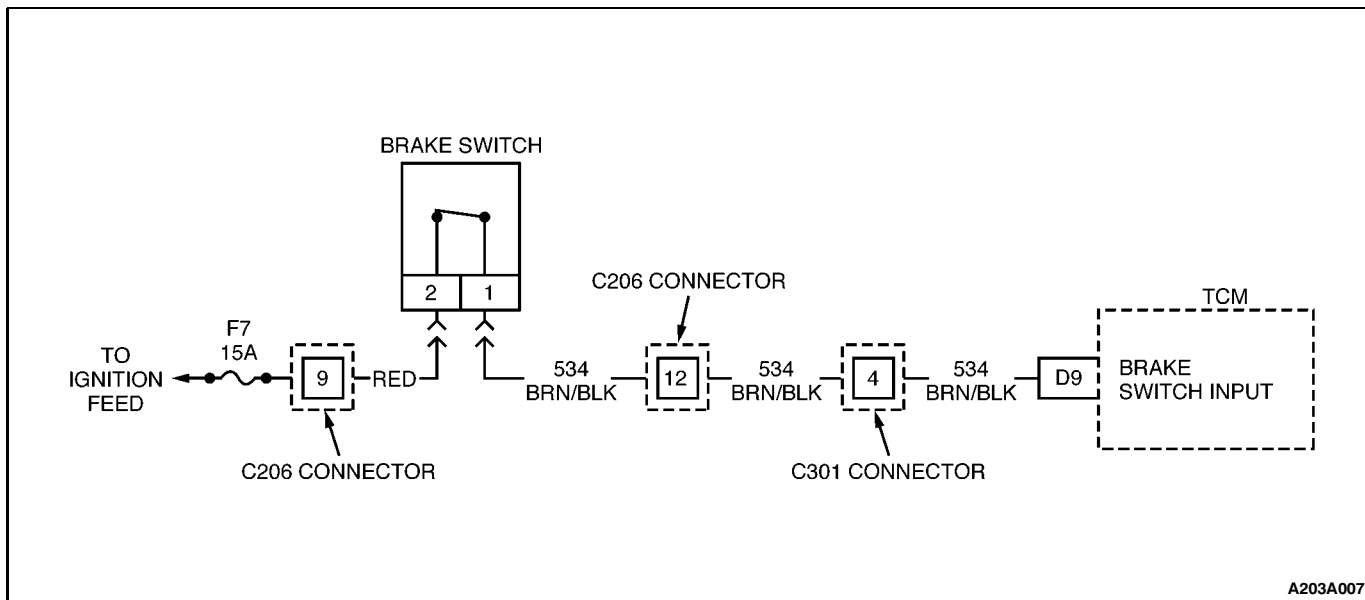 BRAKE SWITCH
2
1
C206 CONNECTOR
TCM
F7
15A
TO
IGNITION
FEED
9
RED
534
BRN/BLK
12
534
BRN/BLK
4
534
BRN/BLK
D9
BRAKE
SWITCH INPUT
C206 CONNECTOR
C301 CONNECTOR
A203A007